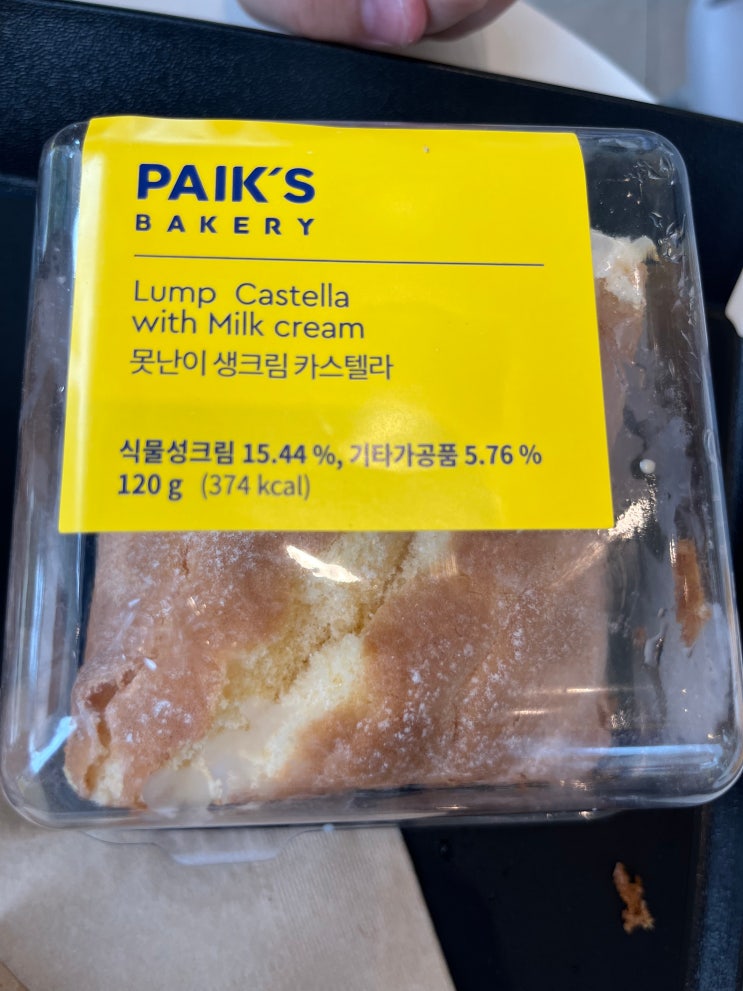 PAIK'S
BAKERY
Lump Castella
with Milk cream
못난이 생크림 카스텔라
식물성크림 15.44 %, 기타가공품 5.76 %
120 g (374 kcal)